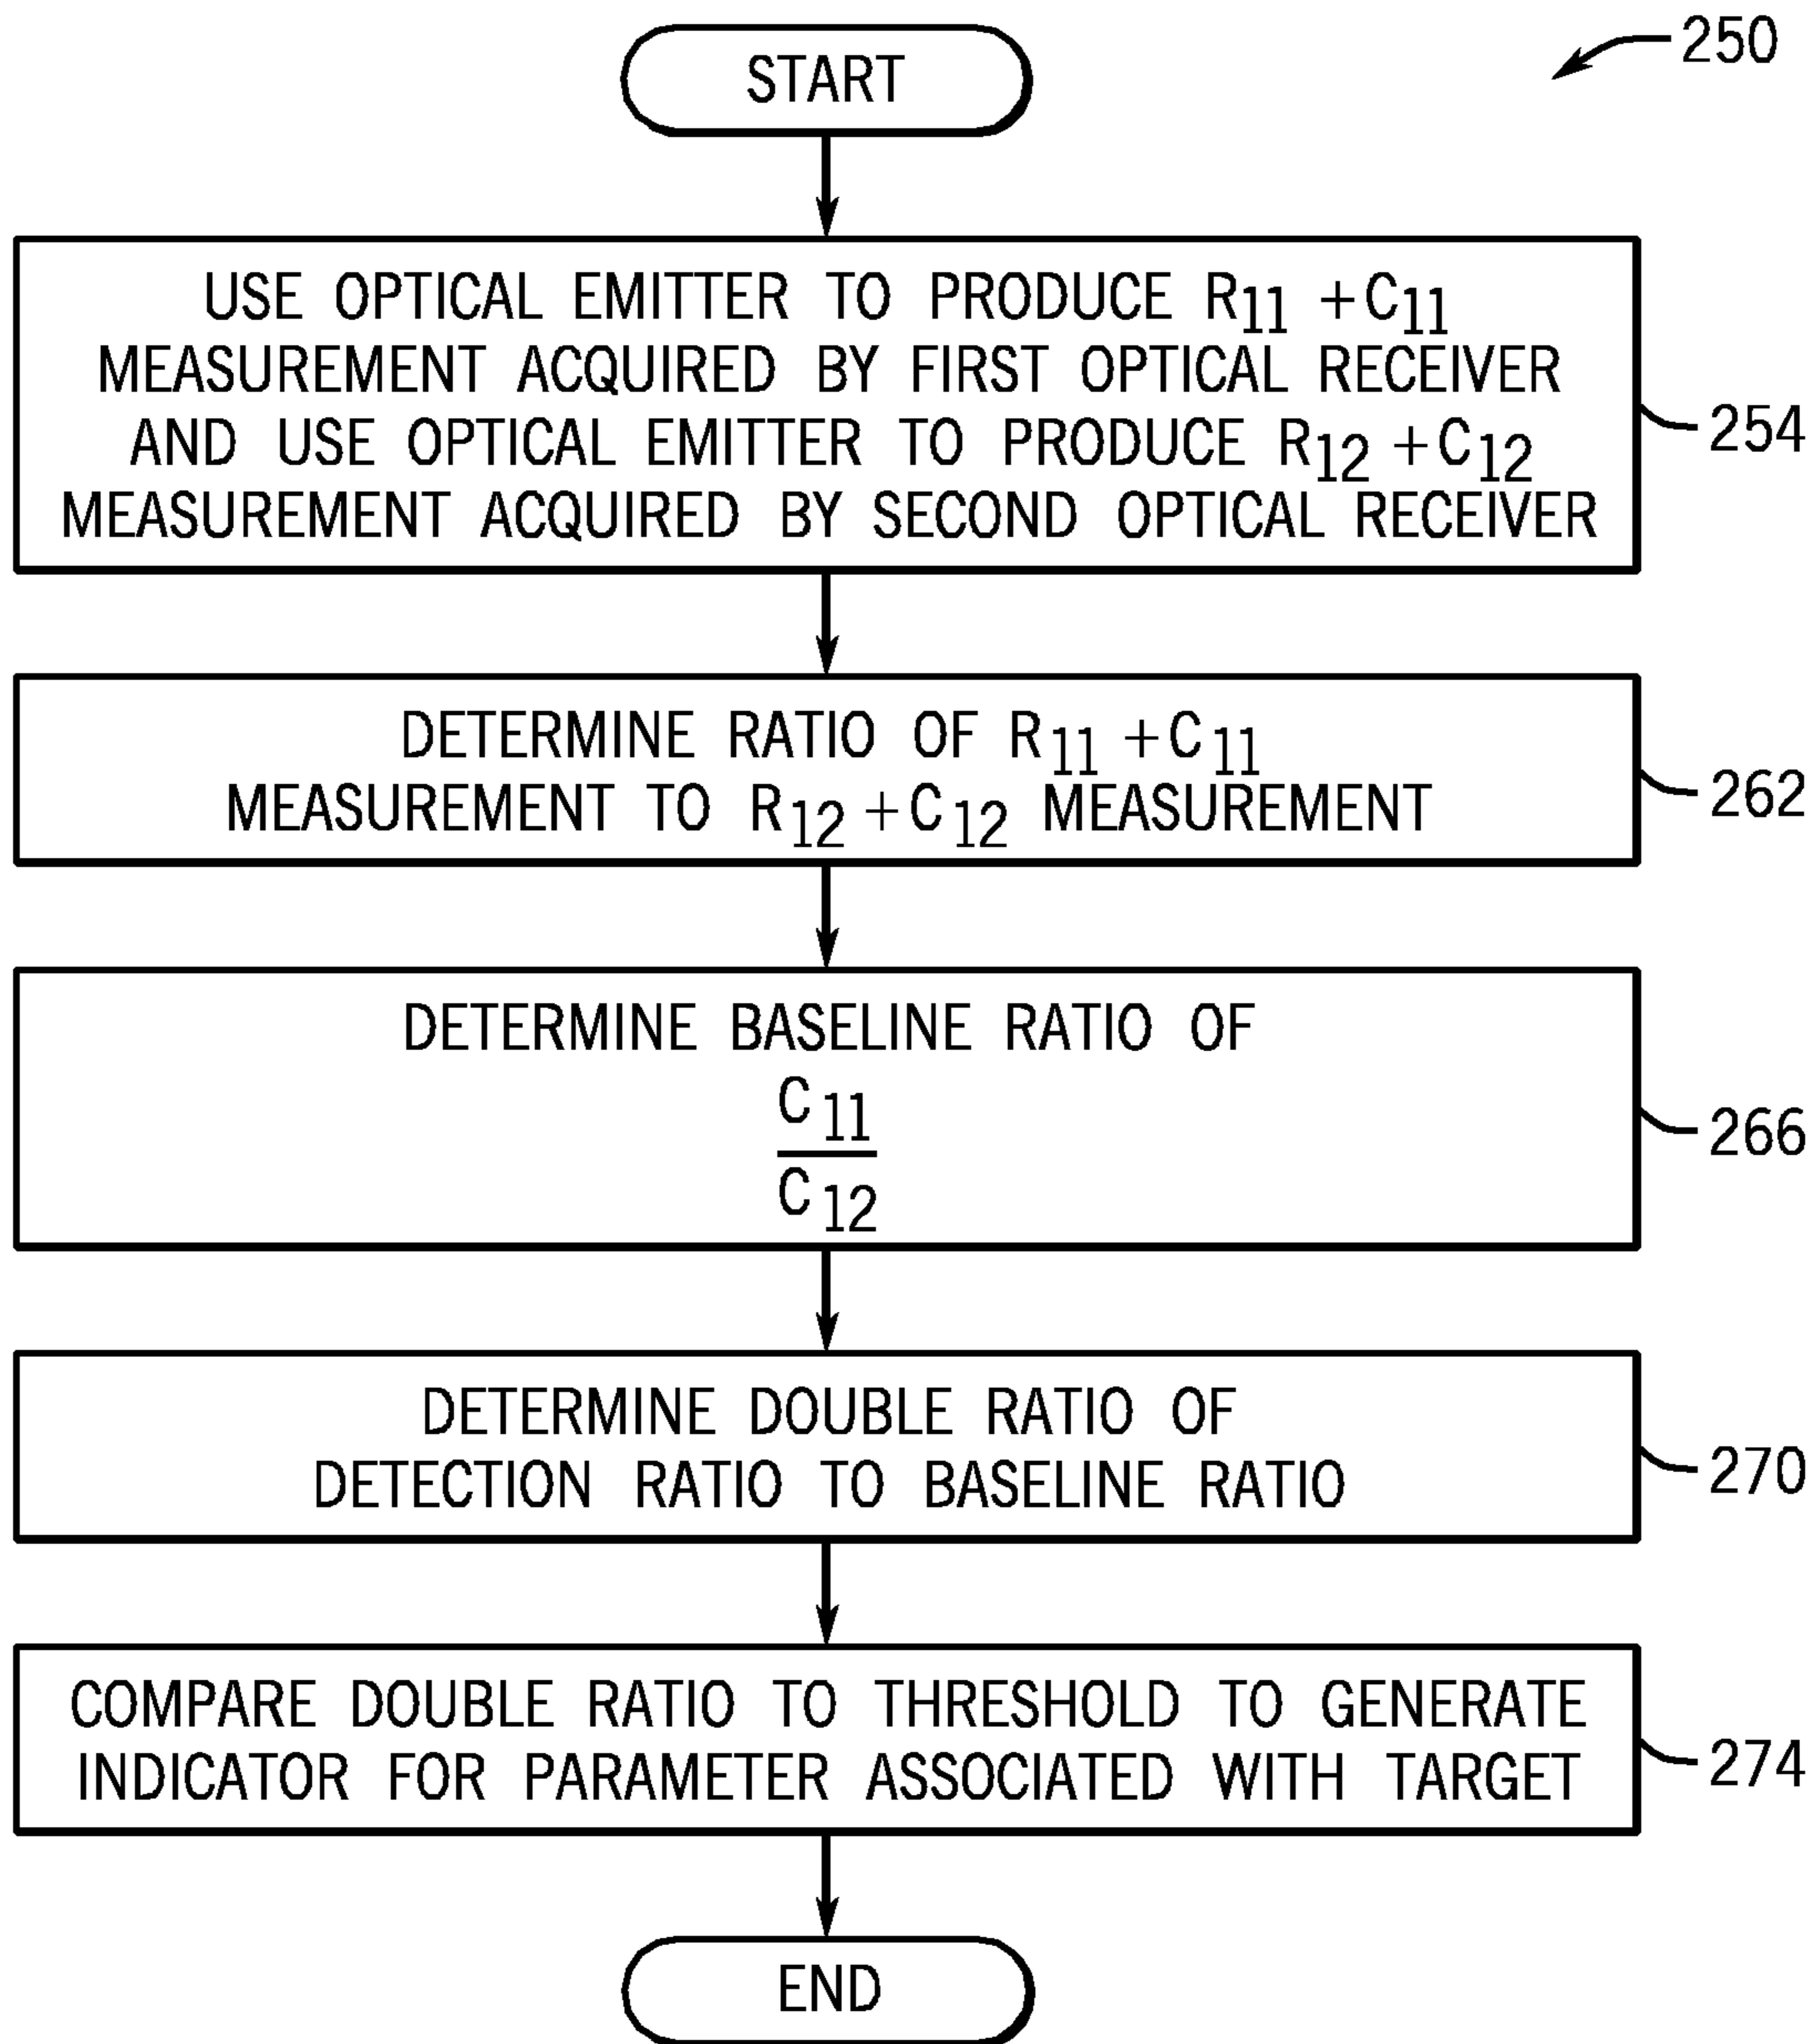 START
250
USE OPTICAL EMITTER TO PRODUCE R11 +C11
MEASUREMENT ACQUIRED BY FIRST OPTICAL RECEIVER
AND USE OPTICAL EMITTER TO PRODUCE R12 +C12
MEASUREMENT ACQUIRED BY SECOND OPTICAL RECEIVER
254
DETERMINE RATIO OF R11 +C11
MEASUREMENT TO R12 +C12 MEASUREMENT
262
DETERMINE BASELINE RATIO OF
C11
C12
266
DETERMINE DOUBLE RATIO OF
DETECTION RATIO TO BASELINE RATIO
270
COMPARE DOUBLE RATIO TO THRESHOLD TO GENERATE
INDICATOR FOR PARAMETER ASSOCIATED WITH TARGET
274
END